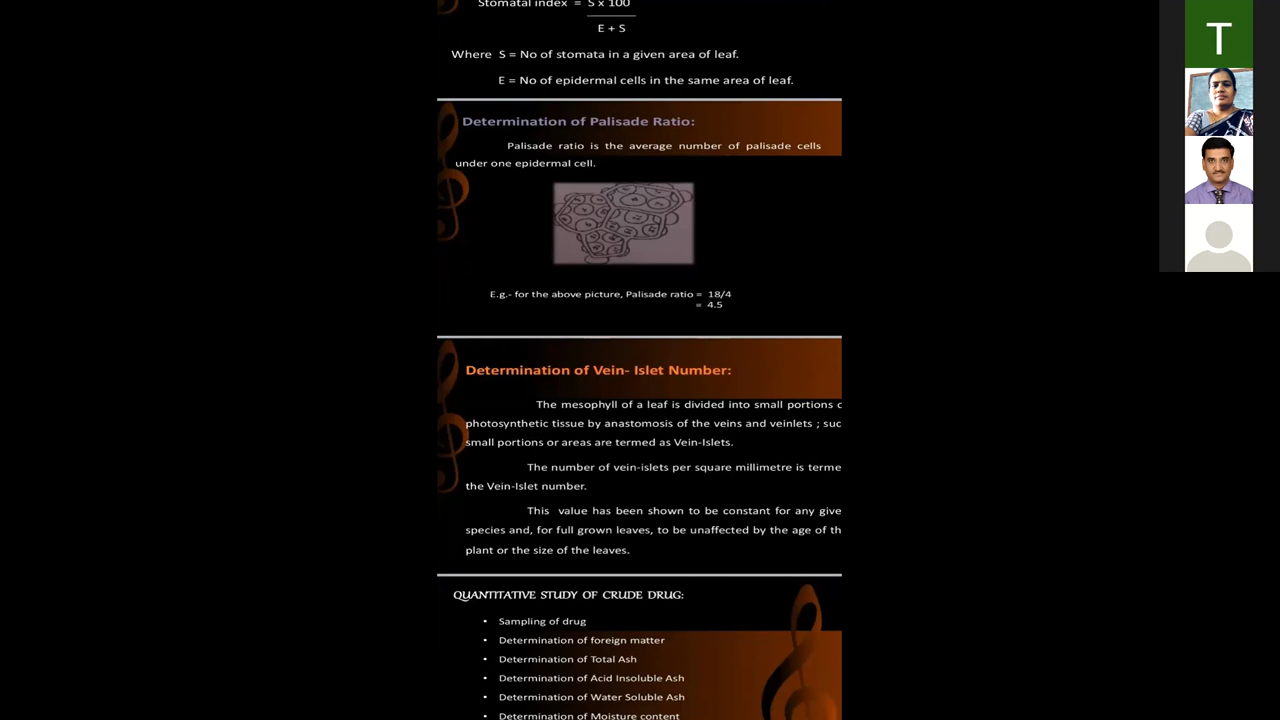 Stomatal index = S x 100
E + S
Where S = No of stomata in a given area of leaf.
E = No of epidermal cells in the same area of leaf.
Determination of Palisade Ratio:
Palisade ratio is the average number of palisade cells
under one epidermal cell.
E.g.- for the above picture, Palisade ratio = 18/4
= 4.5
Determination of Vein- Islet Number:
The mesophyll of a leaf is divided into small portions
photosynthetic tissue by anastomosis of the veins and veinlets ; suc
small portions or areas are termed as Vein-Islets.
The number of vein-islets per square millimetre is terme
the Vein-Islet number.
This value has been shown to be constant for any give
species and, for full grown leaves, to be unaffected by the age of th
plant or the size of the leaves.
QUANTITATIVE STUDY OF CRUDE DRUG:
• Sampling of drug
• Determination of foreign matter
• Determination of Total Ash
• Determination of Acid Insoluble Ash
• Determination of Water Soluble Ash
• Determination of Moisture content
T